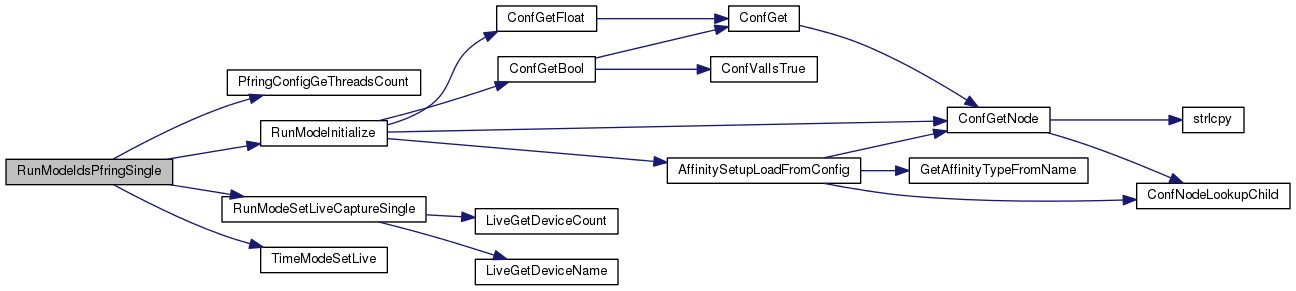 RunModeIdsPfringSingle
PfringConfigGeThreadsCount
RunModeInitialize
RunModeSetLiveCaptureSingle
TimeModeSetLive
ConfGetFloat
ConfGetBool
LiveGetDeviceCount
LiveGetDeviceName
ConfGet
ConfValIsTrue
AffinitySetupLoadFromConfig
ConfGetNode
GetAffinityTypeFromName
strlcpy
ConfNodeLookupChild